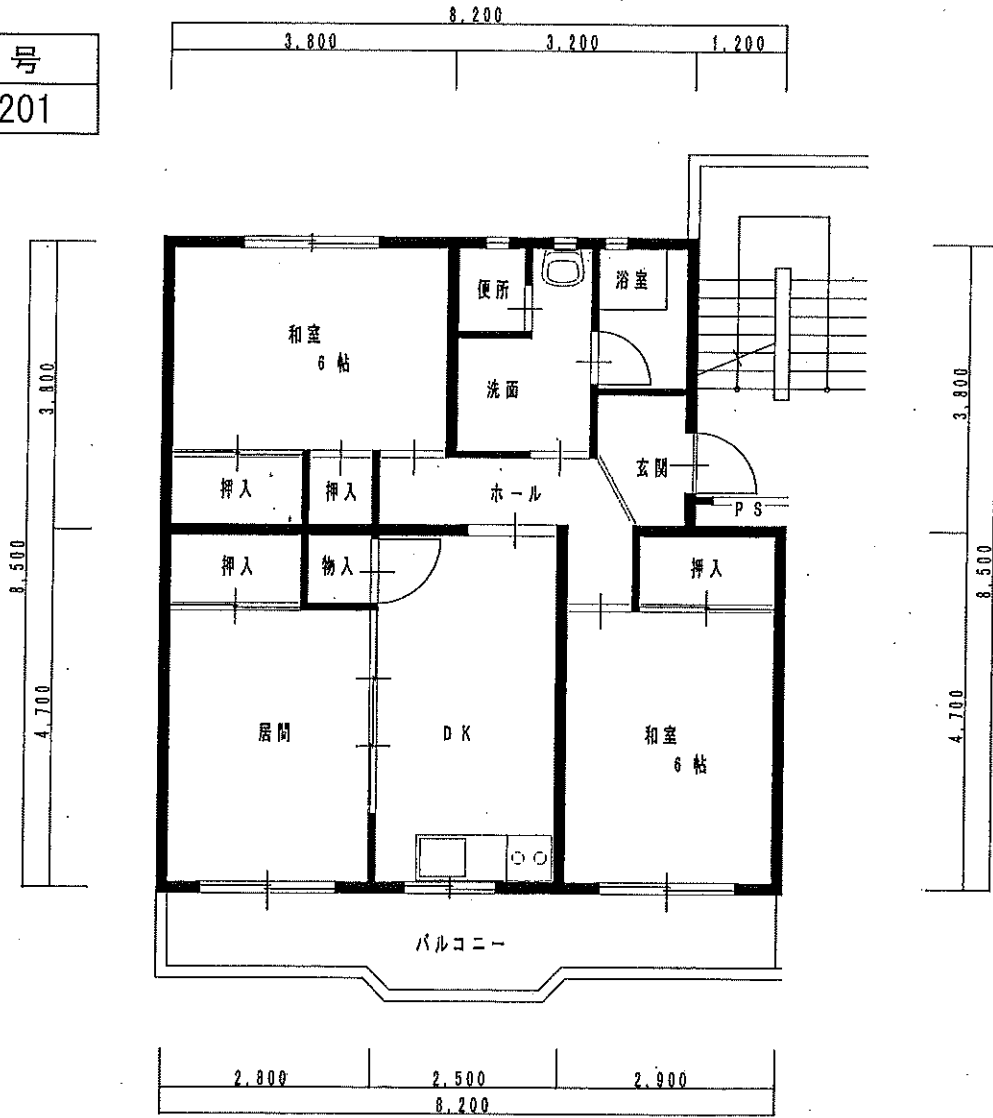 号
201
8,200
3,800 3,200 1,200
便所
浴室
和室
6 帖
洗面
玄関
押入 押入 ホール
P S
押入 物入 押入
居間 D K 和室
6 帖
バルコニー
3,800
8,500
4,700
3,800
8,500
4,700
2,800 2,500 2,900
8,200